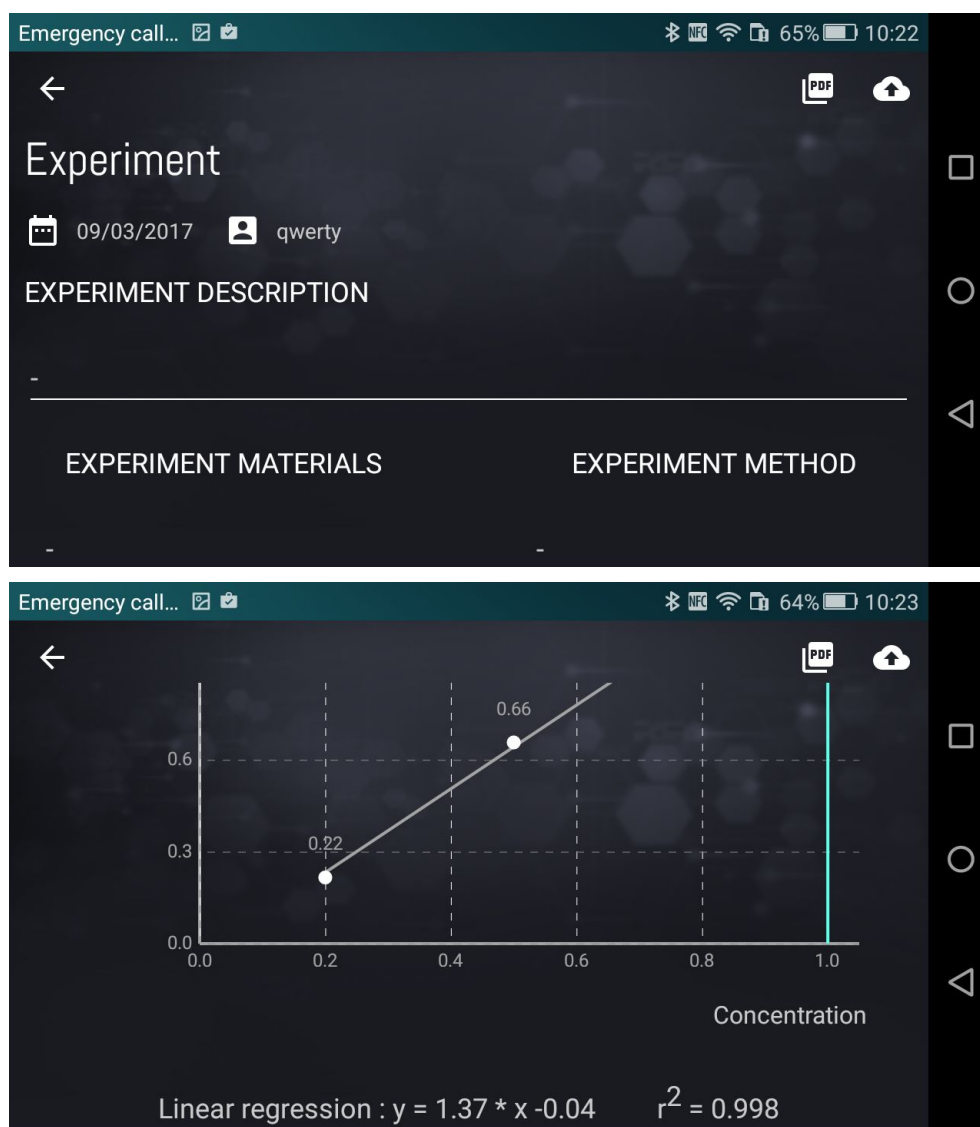 Emergency call... NFC 65% 10:22
PDF
Experiment
09/03/2017 qwerty
EXPERIMENT DESCRIPTION
-
EXPERIMENT MATERIALS EXPERIMENT METHOD
- -
Emergency call... NFC 64% 10:23
PDF
0.66
0.6
0.22
0.3
0.0
0.0 0.2 0.4 0.6 0.8 1.0
Concentration
Linear regression : y = 1.37 * x -0.04 r² = 0.998